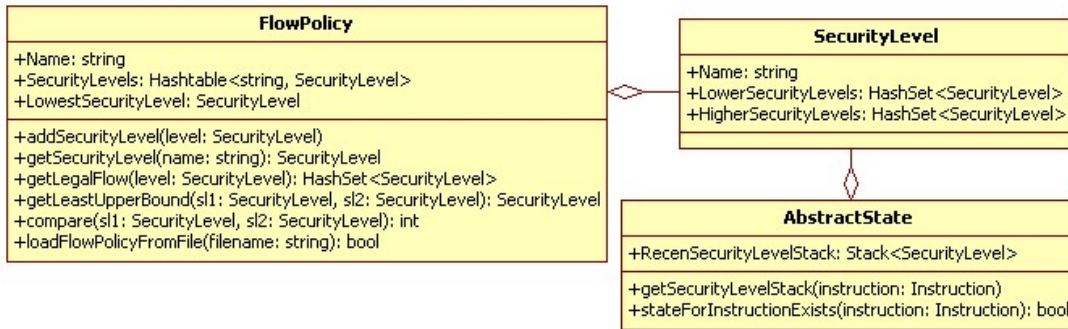 FlowPolicy
+Name: string
+SecurityLevels: Hashtable<string, SecurityLevel>
+LowestSecurityLevel: SecurityLevel
+addSecurityLevel(level: SecurityLevel)
+getSecurityLevel(name: string): SecurityLevel
+getLegalFlow(level: SecurityLevel): HashSet<SecurityLevel>
+getLeastUpperBound(sl1: SecurityLevel, sl2: SecurityLevel): SecurityLevel
+compare(sl1: SecurityLevel, sl2: SecurityLevel): int
+loadFlowPolicyFromFile(filename: string): bool
SecurityLevel
+Name: string
+LowerSecurityLevels: HashSet<SecurityLevel>
+HigherSecurityLevels: HashSet<SecurityLevel>
AbstractState
+RecenSecurityLevelStack: Stack<SecurityLevel>
+getSecurityLevelStack(instruction: Instruction)
+stateForInstructionExists(instruction: Instruction): bool